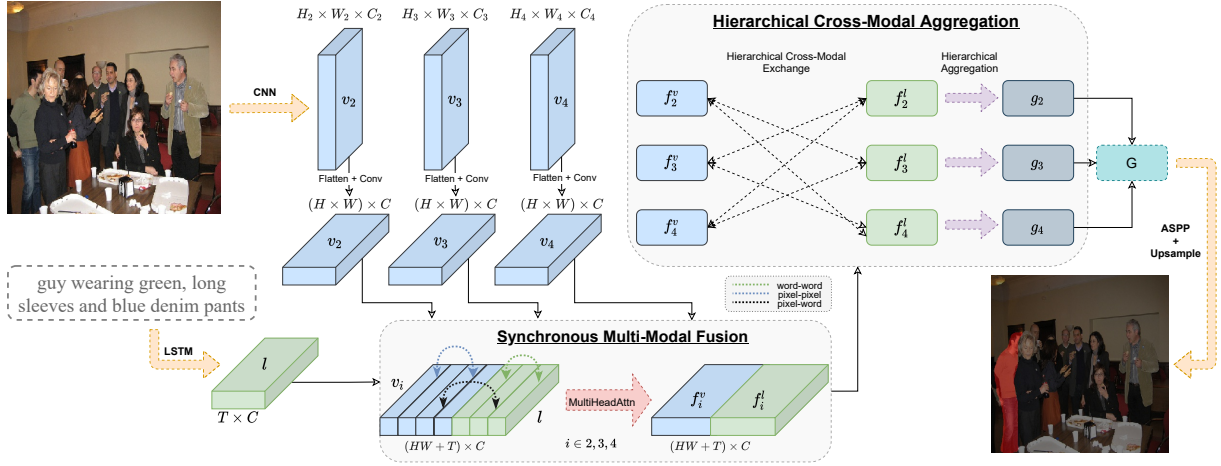 H₂ × W₂ × C₂
H₃ × W₃ × C₃
H₄ × W₄ × C₄
CNN
v₂
v₃
v₄
Flatten + Conv
Flatten + Conv
Flatten + Conv
(H × W) × C
(H × W) × C
(H × W) × C
v₂
v₃
v₄
guy wearing green, long
sleeves and blue denim pants
LSTM
l
T × C
word-word
pixel-pixel
pixel-word
Synchronous Multi-Modal Fusion
vᵢ
l
(HW + T) × C
MultiHeadAttn
i ∈ 2, 3, 4
fᵢᵛ
fᵢˡ
(HW + T) × C
Hierarchical Cross-Modal Aggregation
Hierarchical Cross-Modal
Exchange
Hierarchical
Aggregation
f₂ᵛ
f₂ˡ
g₂
f₃ᵛ
f₃ˡ
g₃
G
f₄ᵛ
f₄ˡ
g₄
ASPP
+
Upsample